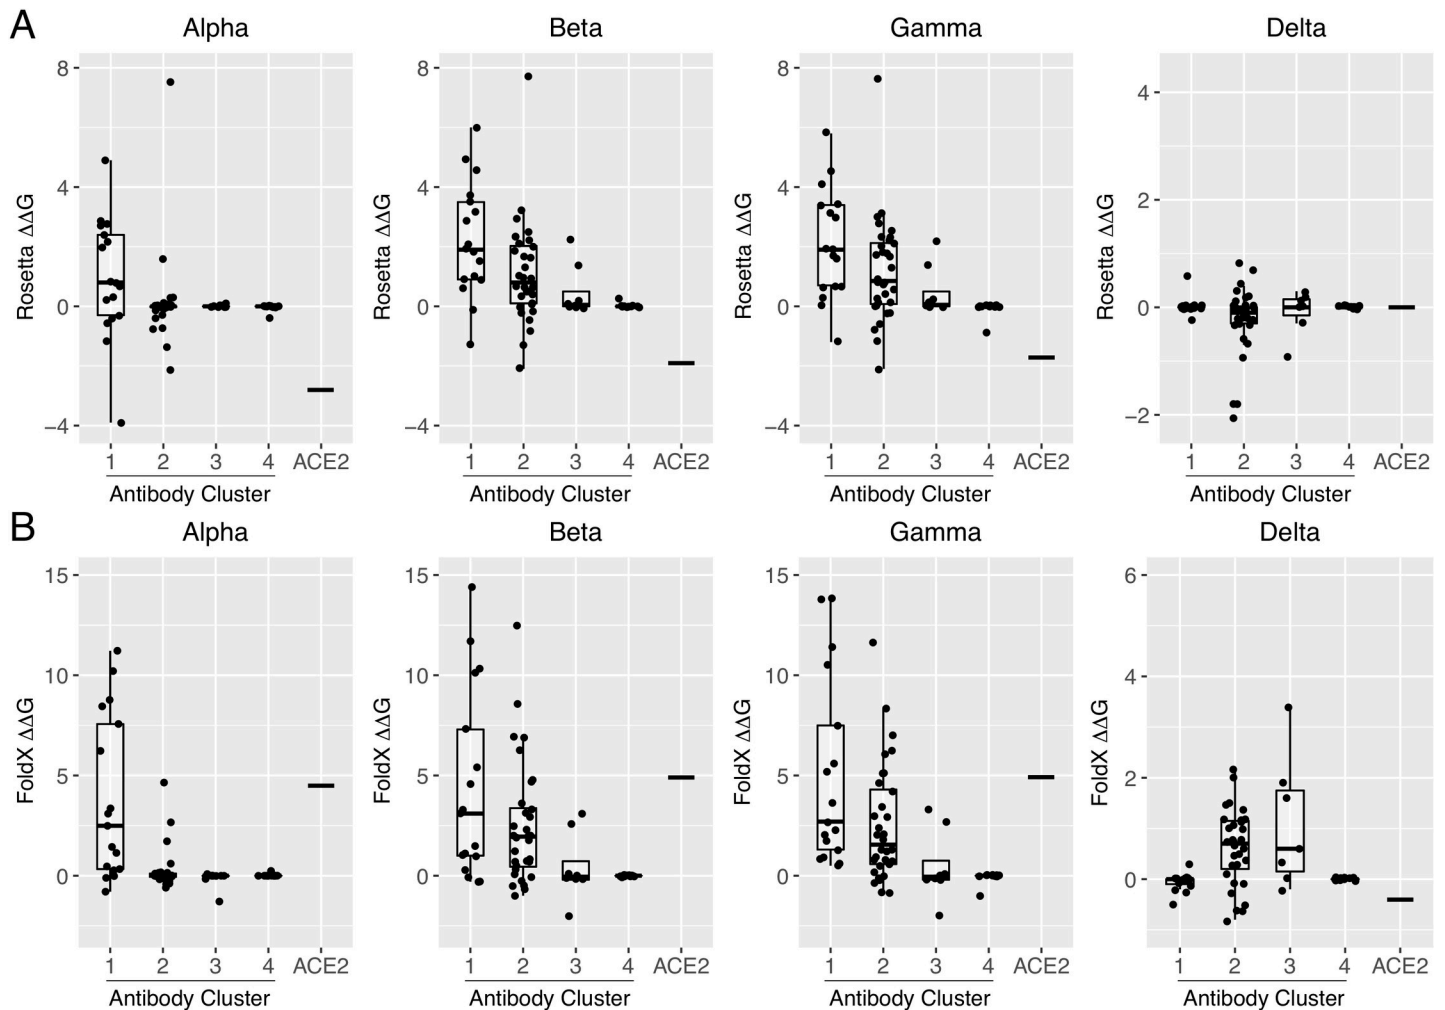 A
Alpha
Beta
Gamma
Delta
Rosetta ΔΔG
8
4
0
−4
1 2 3 4 ACE2
Antibody Cluster
Rosetta ΔΔG
8
4
0
−4
1 2 3 4 ACE2
Antibody Cluster
Rosetta ΔΔG
8
4
0
−4
1 2 3 4 ACE2
Antibody Cluster
Rosetta ΔΔG
4
2
0
−2
1 2 3 4 ACE2
Antibody Cluster
B
Alpha
Beta
Gamma
Delta
FoldX ΔΔG
15
10
5
0
1 2 3 4 ACE2
Antibody Cluster
FoldX ΔΔG
15
10
5
0
1 2 3 4 ACE2
Antibody Cluster
FoldX ΔΔG
15
10
5
0
1 2 3 4 ACE2
Antibody Cluster
FoldX ΔΔG
6
4
2
0
1 2 3 4 ACE2
Antibody Cluster